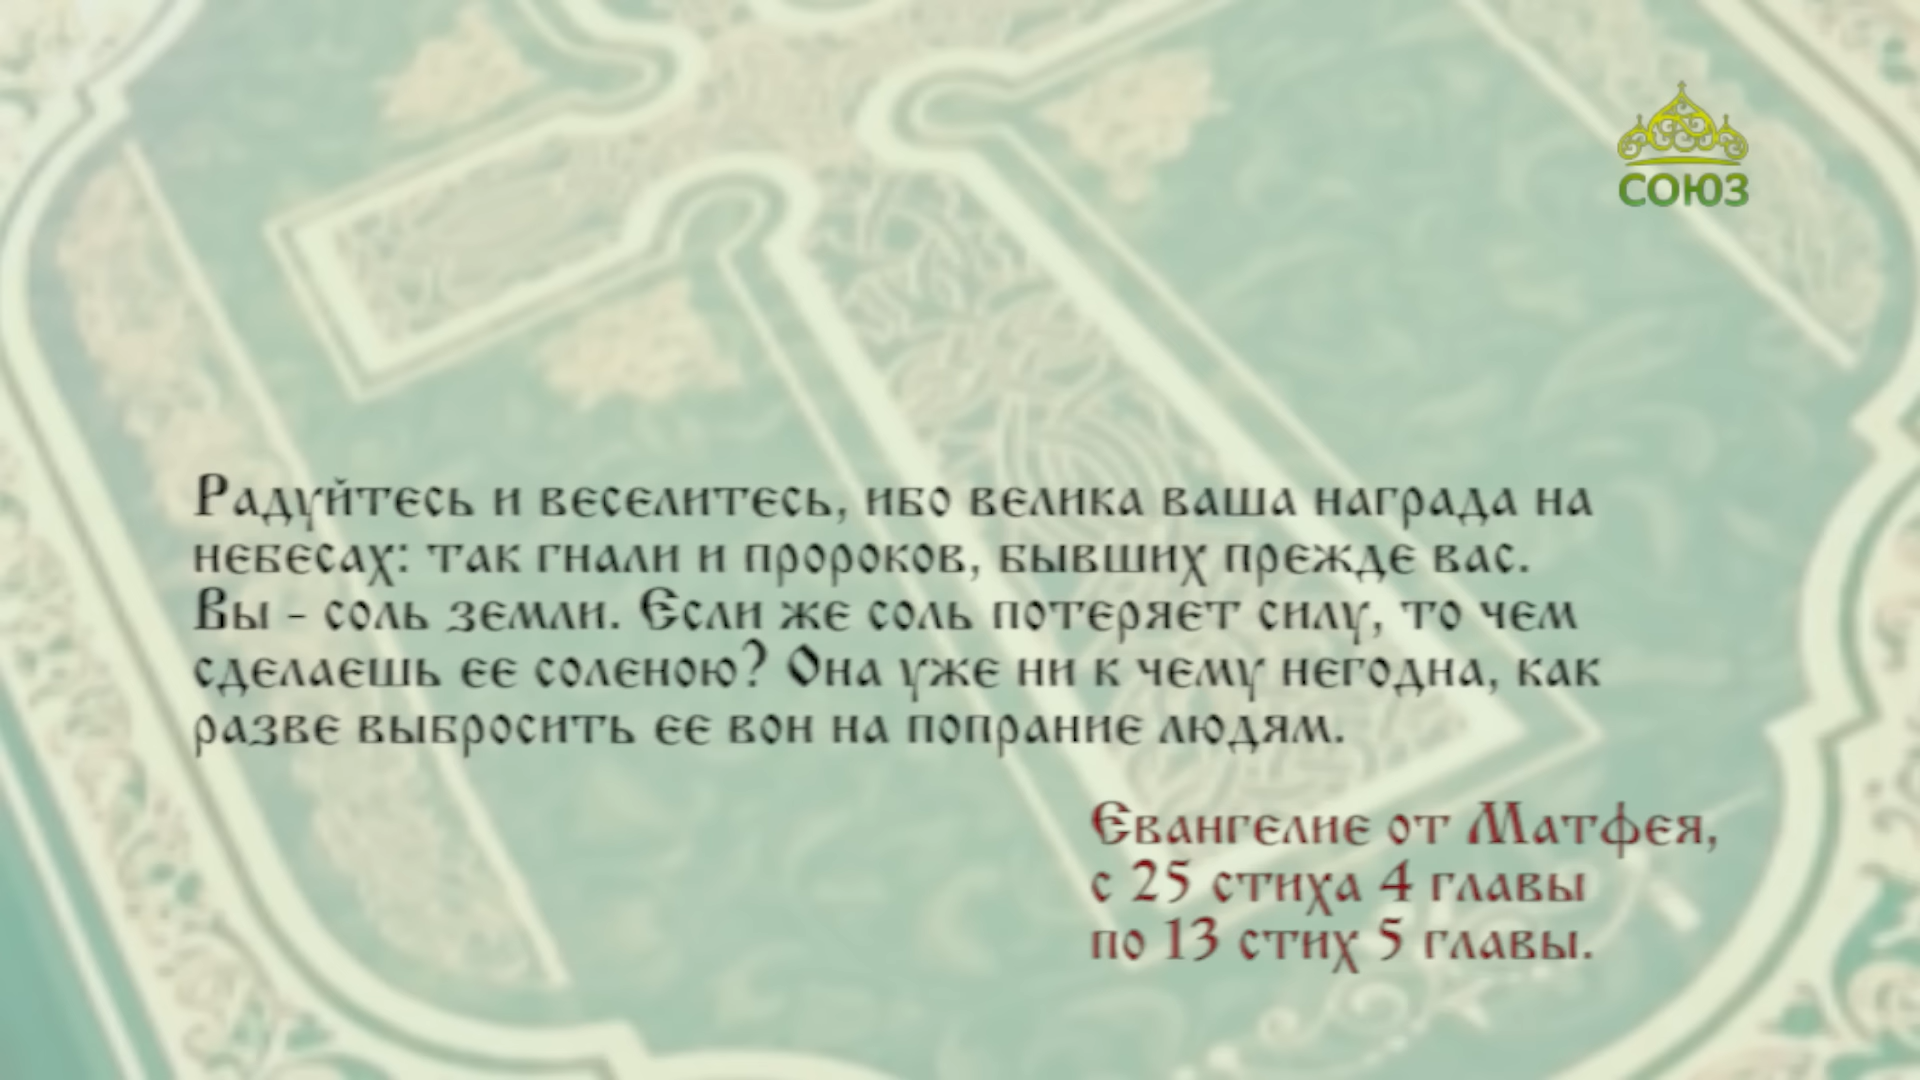 СОЮЗ
Радуйтесь и веселитесь, ибо велика ваша награда на
небесах: так гнали и пророков, бывших прежде вас.
Вы - соль земли. Если же соль потеряет силу, то чем
сделаешь ее соленою? Она уже ни к чему негодна, как
разве выбросить ее вон на попрание людям.
Евангелие от Матфея,
с 25 стиха 4 главы
по 13 стих 5 главы.